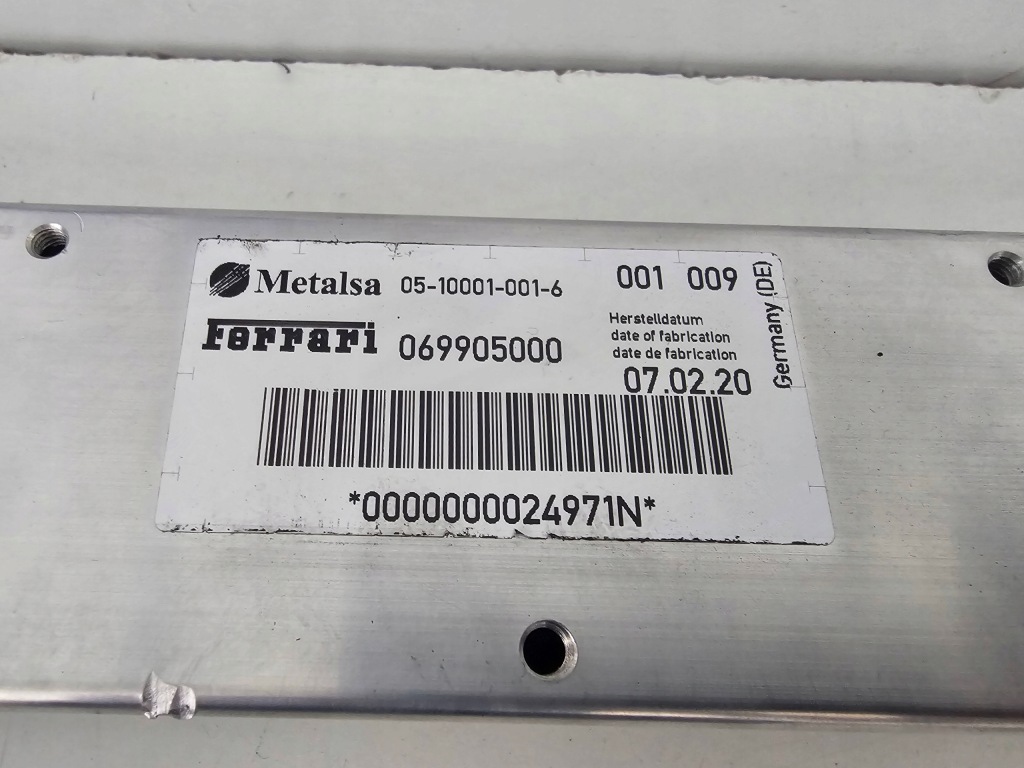 Metalsa 05-10001-001-6 001 009
Ferrari 069905000
Herstelldatum
date of fabrication
date de fabrication
07.02.20
Germany (DE)
*0000000024971N*